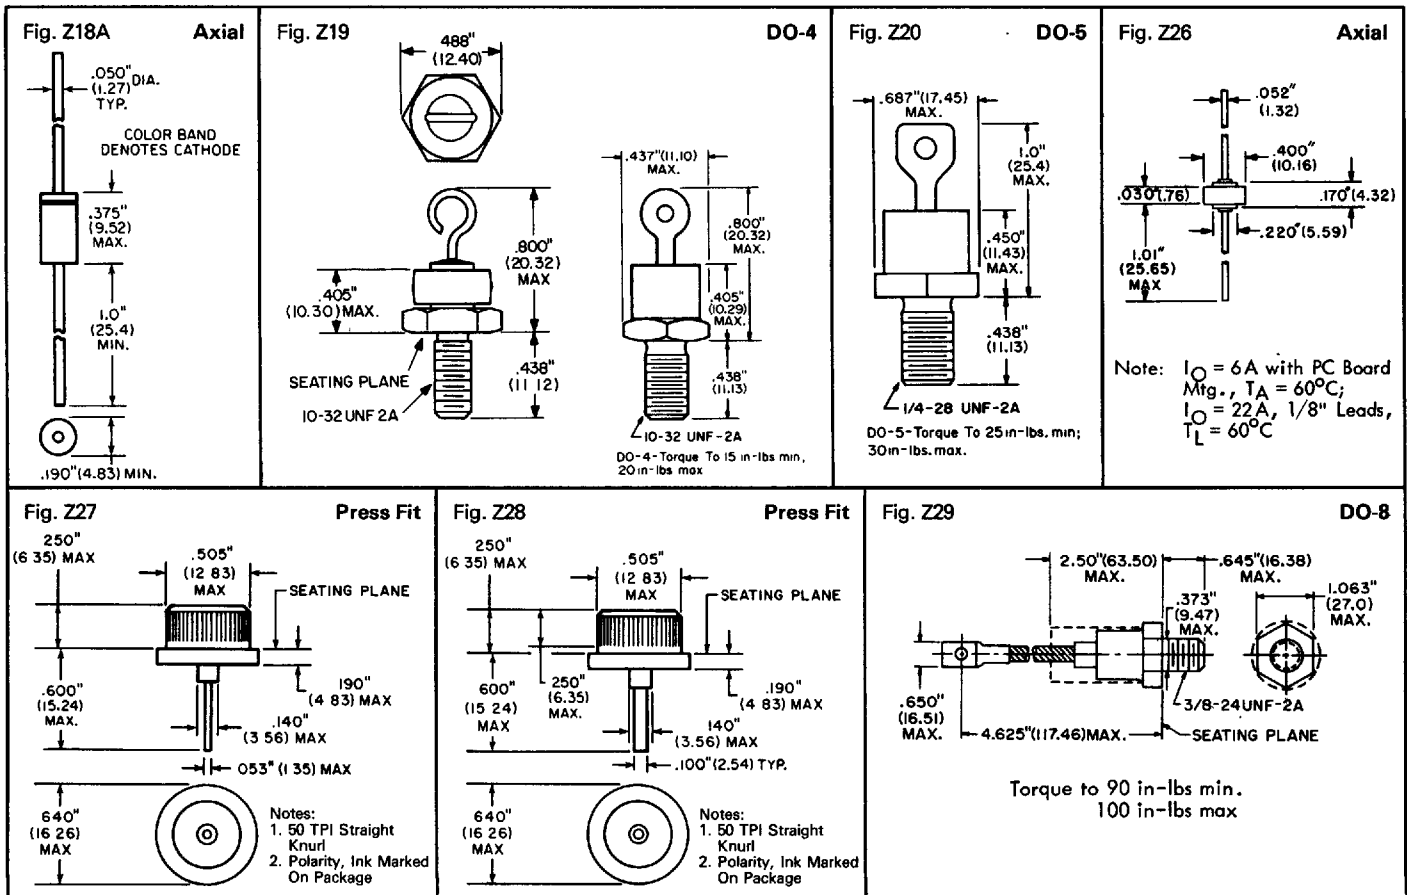 Fig. Z18A Axial
.050"
(1.27) DIA.
TYP.
COLOR BAND
DENOTES CATHODE
.375"
(9.52)
MAX.
1.0"
(25.4)
MIN.
.190" (4.83) MIN.
Fig. Z19 DO-4
.488"
(12.40)
.437"(11.10)
MAX.
.800"
(20.32)
MAX
.800"
(20.32)
MAX.
.405"
(10.30) MAX.
.405"
(10.29)
MAX.
SEATING PLANE
.438"
(11 12)
.438"
(11.13)
10-32 UNF 2A
10-32 UNF-2A
DO-4-Torque To 15 in-lbs min,
20 in-lbs max
Fig. Z20 DO-5
.687"(17.45)
MAX.
1.0"
(25.4)
MAX.
.450"
(11.43)
MAX.
.438"
(11.13)
1/4-28 UNF-2A
DO-5-Torque To 25 in-lbs. min;
30 in-lbs. max.
Fig. Z26 Axial
.052"
(1.32)
.400"
(10.16)
.030"(.76)
.170"(4.32)
.220"(5.59)
1.01"
(25.65)
MAX
Note: IO = 6A with PC Board
Mtg., TA = 60°C;
IO = 22A, 1/8" Leads,
TL = 60°C
Fig. Z27 Press Fit
250"
(6 35) MAX
.505"
(12 83)
MAX
SEATING PLANE
.600"
(15.24)
MAX.
190"
(4 83) MAX
.140"
(3 56) MAX
053" (1 35) MAX
640"
(16 26)
MAX
Notes:
1. 50 TPI Straight
Knurl
2. Polarity, Ink Marked
On Package
Fig. Z28 Press Fit
250"
(6 35) MAX
.505"
(12 83)
MAX
SEATING PLANE
600"
(15 24)
MAX
250"
(6.35)
MAX.
.190"
(4 83) MAX
140"
(3.56) MAX
.100"(2.54) TYP.
640"
(16 26)
MAX
Notes:
1. 50 TPI Straight
Knurl
2. Polarity, Ink Marked
On Package
Fig. Z29 DO-8
2.50"(63.50)
MAX.
.645"(16.38)
MAX.
1.063"
(27.0)
MAX.
.373"
(9.47)
MAX.
.650"
(16.51)
MAX.
3/8-24UNF-2A
4.625"(117.46)MAX.
SEATING PLANE
Torque to 90 in-lbs min.
100 in-lbs max